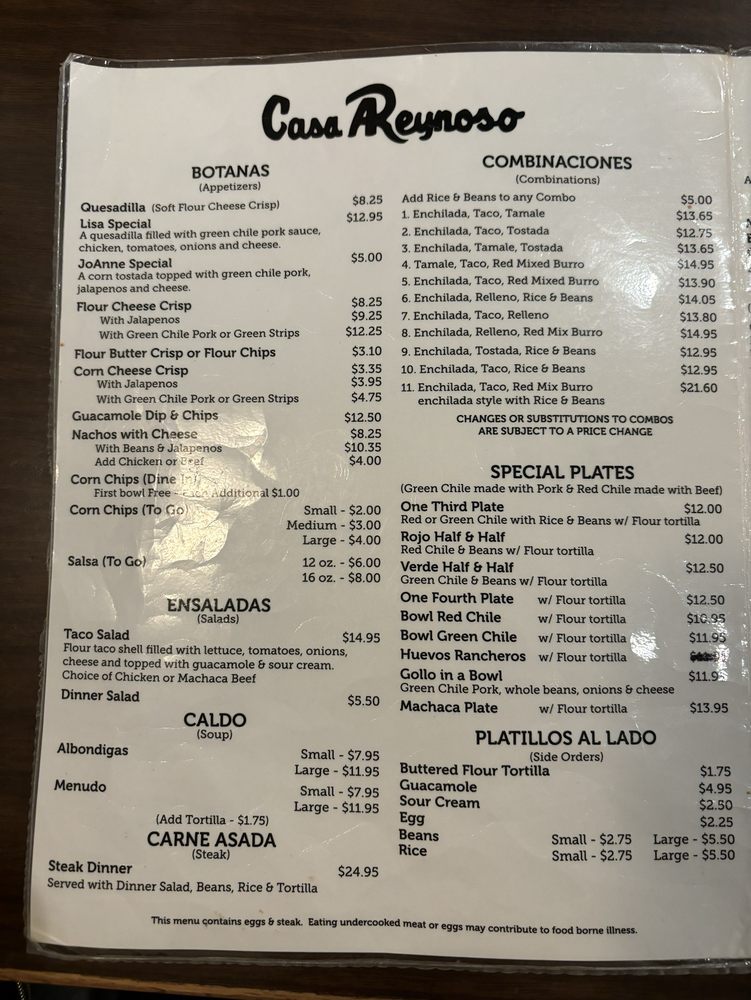 Casa Reynoso
BOTANAS
(Appetizers)
Quesadilla (Soft Flour Cheese Crisp) $8.25
Lisa Special $12.95
A quesadilla filled with green chile pork sauce,
chicken, tomatoes, onions and cheese.
JoAnne Special $5.00
A corn tostada topped with green chile pork,
jalapenos and cheese.
Flour Cheese Crisp $8.25
With Jalapenos $9.25
With Green Chile Pork or Green Strips $12.25
Flour Butter Crisp or Flour Chips $3.10
Corn Cheese Crisp $3.35
With Jalapenos $3.95
With Green Chile Pork or Green Strips $4.75
Guacamole Dip & Chips $12.50
Nachos with Cheese $8.25
With Beans & Jalapenos $10.35
Add Chicken or Beef $4.00
Corn Chips (Dine In)
First bowl Free - Each Additional $1.00
Corn Chips (To Go) Small - $2.00
Medium - $3.00
Large - $4.00
Salsa (To Go) 12 oz. - $6.00
16 oz. - $8.00
ENSALADAS
(Salads)
Taco Salad $14.95
Flour taco shell filled with lettuce, tomatoes, onions,
cheese and topped with guacamole & sour cream.
Choice of Chicken or Machaca Beef
Dinner Salad $5.50
CALDO
(Soup)
Albondigas Small - $7.95
Large - $11.95
Menudo Small - $7.95
Large - $11.95
(Add Tortilla - $1.75)
CARNE ASADA
(Steak)
Steak Dinner $24.95
Served with Dinner Salad, Beans, Rice & Tortilla
COMBINACIONES
(Combinations)
Add Rice & Beans to any Combo $5.00
1. Enchilada, Taco, Tamale $13.65
2. Enchilada, Taco, Tostada $12.75
3. Enchilada, Tamale, Tostada $13.65
4. Tamale, Taco, Red Mixed Burro $14.95
5. Enchilada, Taco, Red Mixed Burro $13.90
6. Enchilada, Relleno, Rice & Beans $14.05
7. Enchilada, Taco, Relleno $13.80
8. Enchilada, Relleno, Red Mix Burro $14.95
9. Enchilada, Tostada, Rice & Beans $12.95
10. Enchilada, Taco, Rice & Beans $12.95
11. Enchilada, Taco, Red Mix Burro $21.60
enchilada style with Rice & Beans
CHANGES OR SUBSTITUTIONS TO COMBOS
ARE SUBJECT TO A PRICE CHANGE
SPECIAL PLATES
(Green Chile made with Pork & Red Chile made with Beef)
One Third Plate $12.00
Red or Green Chile with Rice & Beans w/ Flour tortilla
Rojo Half & Half $12.00
Red Chile & Beans w/ Flour tortilla
Verde Half & Half $12.50
Green Chile & Beans w/ Flour tortilla
One Fourth Plate w/ Flour tortilla $12.50
Bowl Red Chile w/ Flour tortilla $10.95
Bowl Green Chile w/ Flour tortilla $11.95
Huevos Rancheros w/ Flour tortilla
Gollo in a Bowl $11.95
Green Chile Pork, whole beans, onions & cheese
Machaca Plate w/ Flour tortilla $13.95
PLATILLOS AL LADO
(Side Orders)
Buttered Flour Tortilla $1.75
Guacamole $4.95
Sour Cream $2.50
Egg $2.25
Beans Small - $2.75 Large - $5.50
Rice Small - $2.75 Large - $5.50
This menu contains eggs & steak. Eating undercooked meat or eggs may contribute to food borne illness.